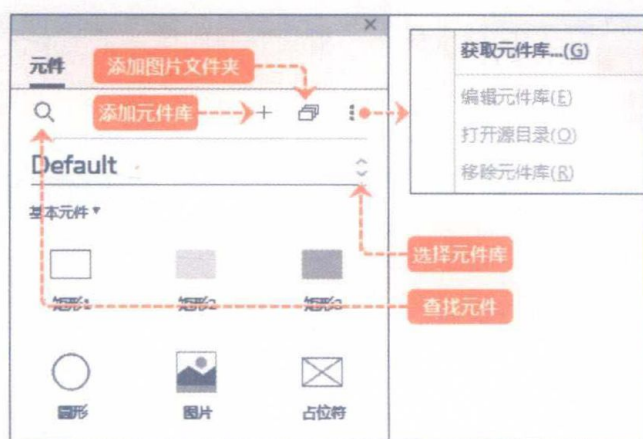 元件
添加图片文件夹
添加元件库
Default
基本元件
矩形1
矩形2
矩形3
圆形
图片
占位符
获取元件库...(G)
编辑元件库(E)
打开源目录(O)
移除元件库(R)
选择元件库
查找元件